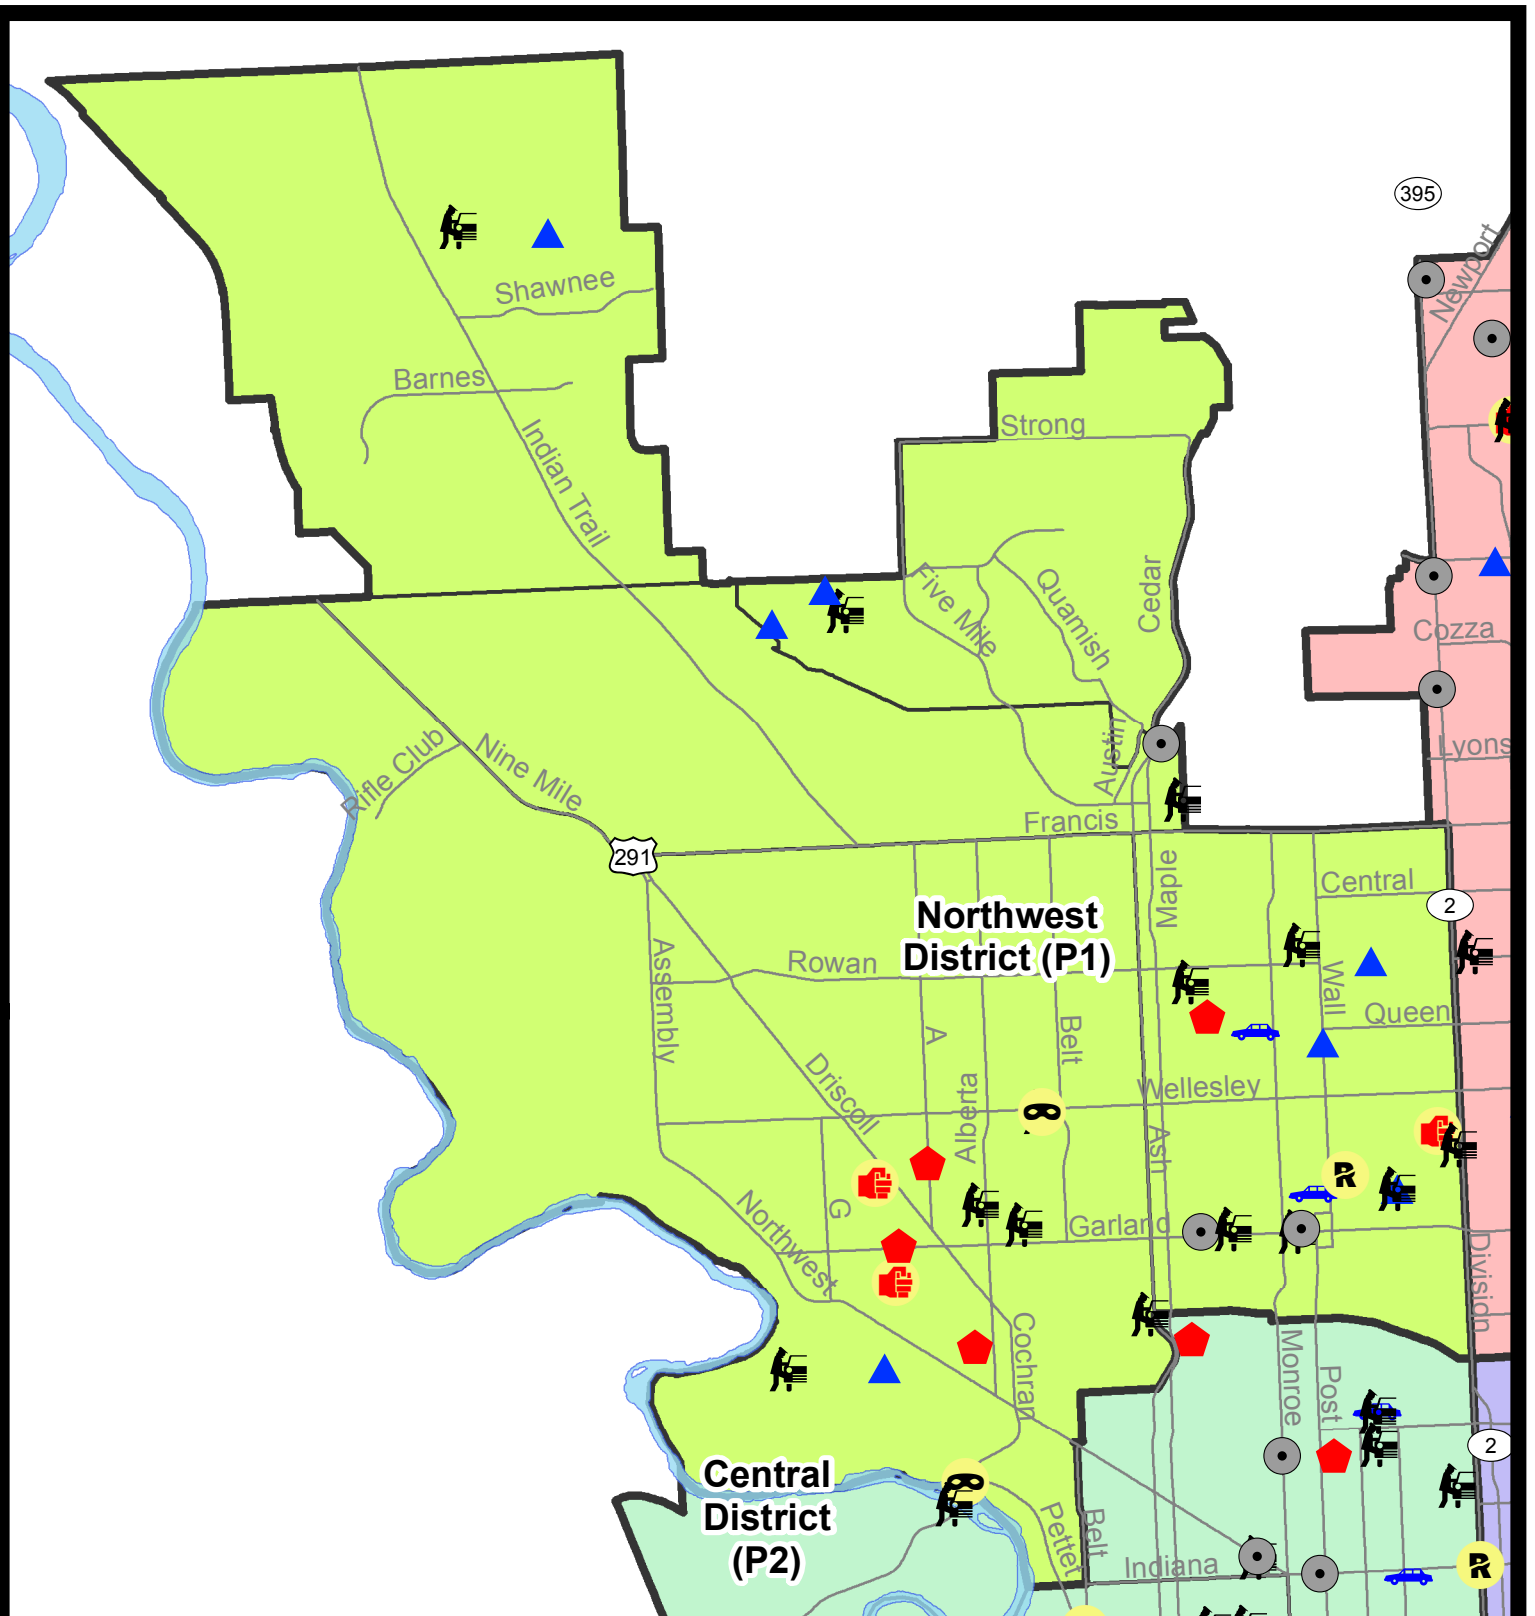 395
Newport
Shawnee
Barnes
Strong
Indian Trail
Five Mile
Quamish
Cedar
Cozza
Rifle Club
Nine Mile
Austin
Lyons
Francis
291
Maple
Central
2
Northwest
District (P1)
Rowan
Assembly
Wall
Queen
A
Belt
Driscoll
Alberta
Wellesley
Ash
G
Northwest
Garland
Division
Cochran
Monroe
Post
2
Central
District
(P2)
Pettet
Belt
Indiana
R
R